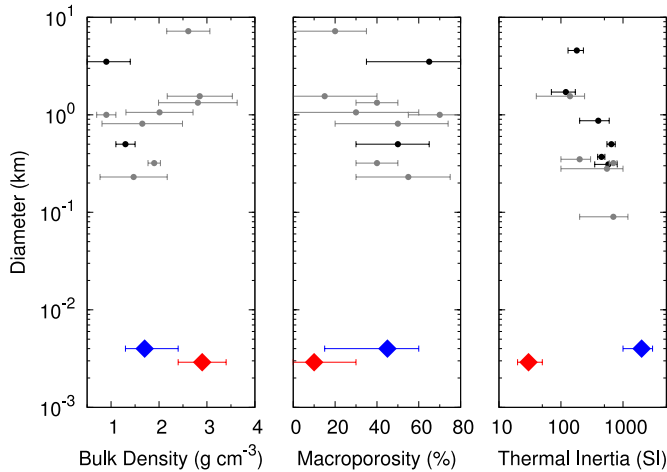 10^1
10^0
10^-1
10^-2
10^-3
Diameter (km)
1 2 3 4
0 20 40 60 80
10 100 1000
Bulk Density (g cm^-3)
Macroporosity (%)
Thermal Inertia (SI)